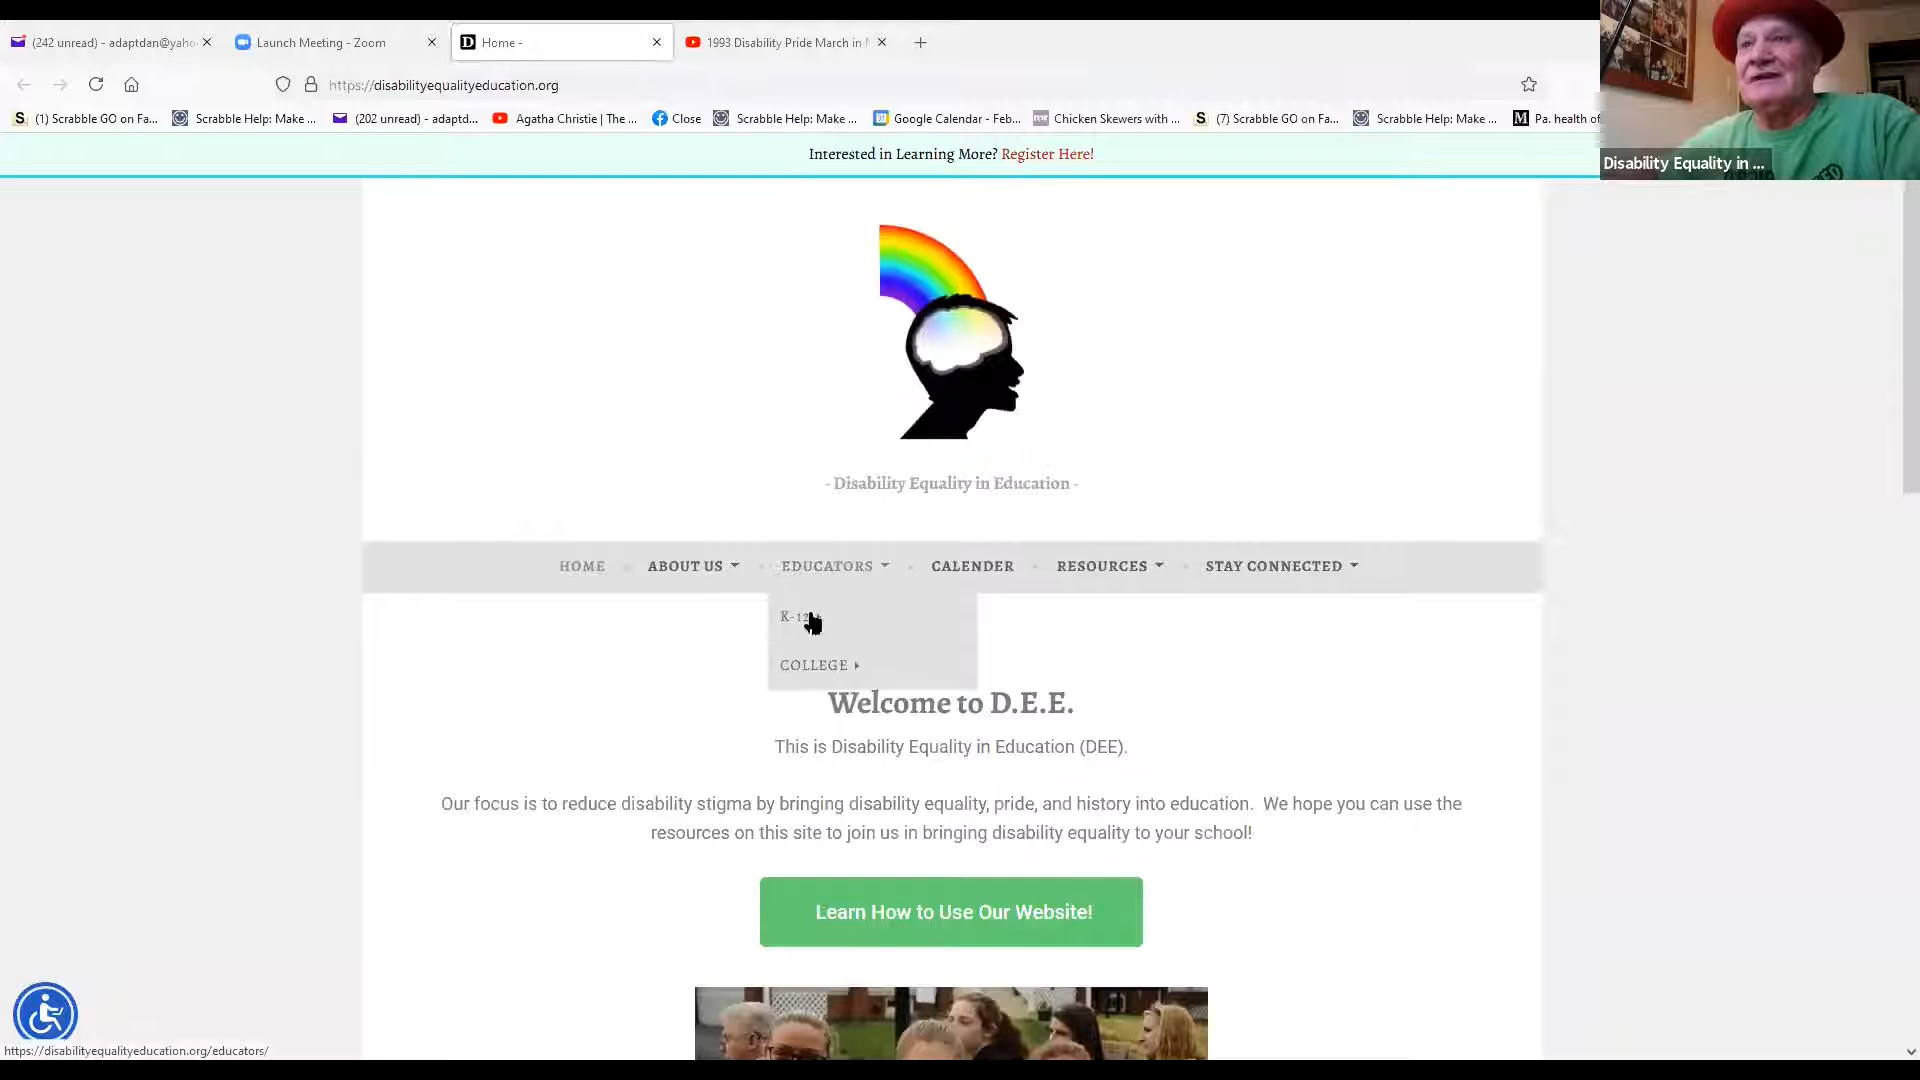 (242 unread) - adaptdan@yaho
Launch Meeting - Zoom
D Home -
1993 Disability Pride March in
https://disabilityequalityeducation.org
S (1) Scrabble GO on Fa...
Scrabble Help: Make ...
(202 unread) - adaptd...
Agatha Christie | The ...
Close
Scrabble Help: Make ...
Google Calendar - Feb...
mr Chicken Skewers with ...
S (7) Scrabble GO on Fa...
Scrabble Help: Make ...
M Pa. health of
Disability Equality in ...
Interested in Learning More? Register Here!
- Disability Equality in Education -
HOME
ABOUT US
EDUCATORS
CALENDER
RESOURCES
STAY CONNECTED
K-12
COLLEGE
Welcome to D.E.E.
This is Disability Equality in Education (DEE).
Our focus is to reduce disability stigma by bringing disability equality, pride, and history into education. We hope you can use the
resources on this site to join us in bringing disability equality to your school!
Learn How to Use Our Website!
https://disabilityequalityeducation.org/educators/